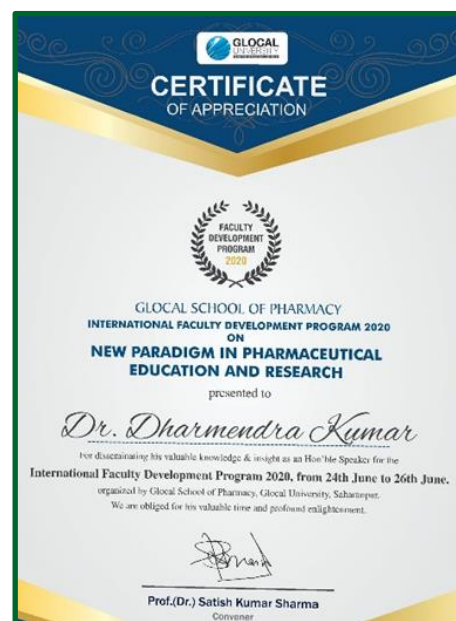 GLOCAL
UNIVERSITY
CERTIFICATE
OF APPRECIATION
FACULTY
DEVELOPMENT
PROGRAM
2020
GLOCAL SCHOOL OF PHARMACY
INTERNATIONAL FACULTY DEVELOPMENT PROGRAM 2020
ON
NEW PARADIGM IN PHARMACEUTICAL
EDUCATION AND RESEARCH
presented to
Dr. Dharmendra Kumar
For disseminating his valuable knowledge & insight as an Hon'ble Speaker for the
International Faculty Development Program 2020, from 24th June to 26th June.
organized by Glocal School of Pharmacy, Glocal University, Saharanpur.
We are obliged for his valuable time and profound enlightenment.
Prof.(Dr.) Satish Kumar Sharma
Convener